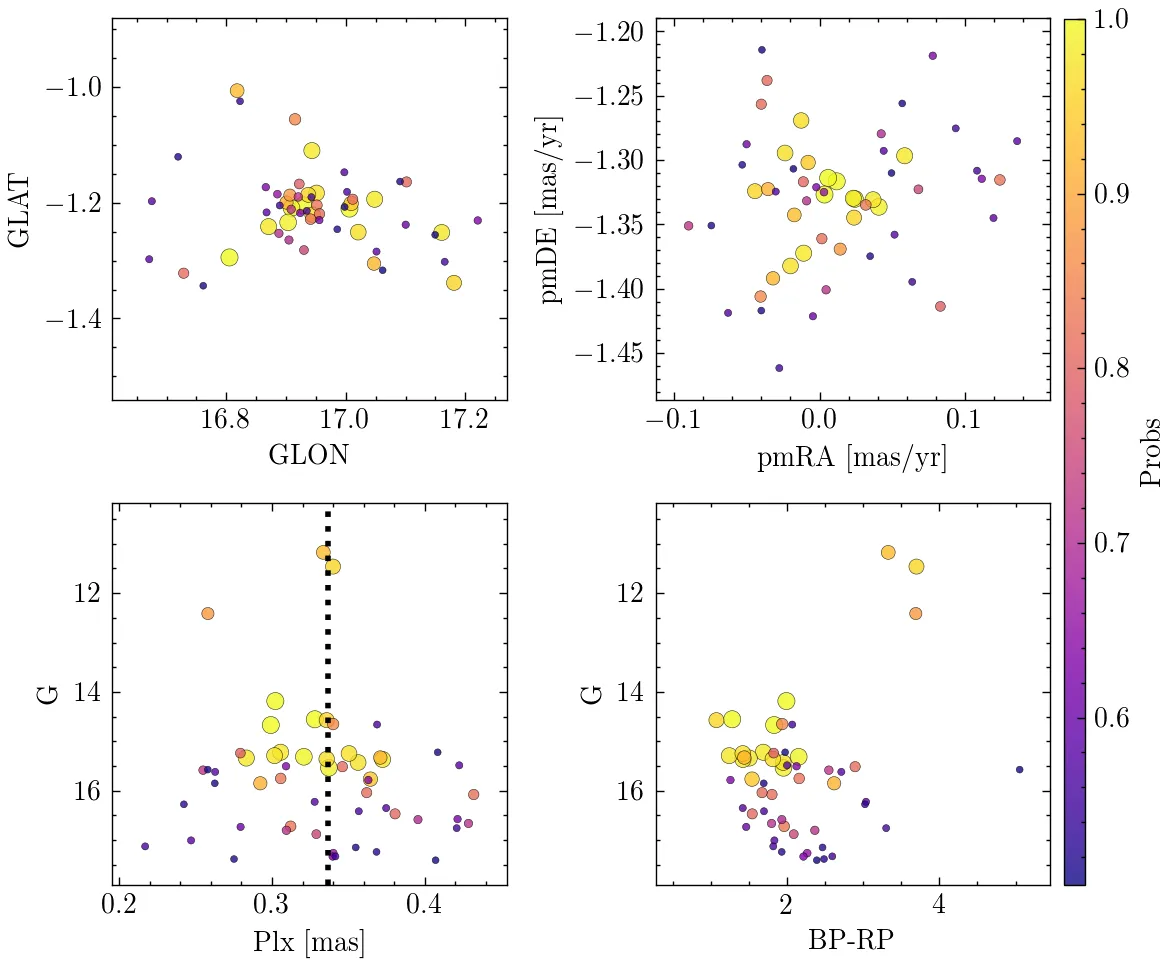 −1.0
−1.2
−1.4
GLAT
16.8 17.0 17.2
GLON
−1.20
−1.25
−1.30
−1.35
−1.40
−1.45
pmDE [mas/yr]
−0.1 0.0 0.1
pmRA [mas/yr]
1.0
0.9
0.8
0.7
0.6
Probs
12
14
16
G
0.2 0.3 0.4
Plx [mas]
12
14
16
G
2 4
BP-RP